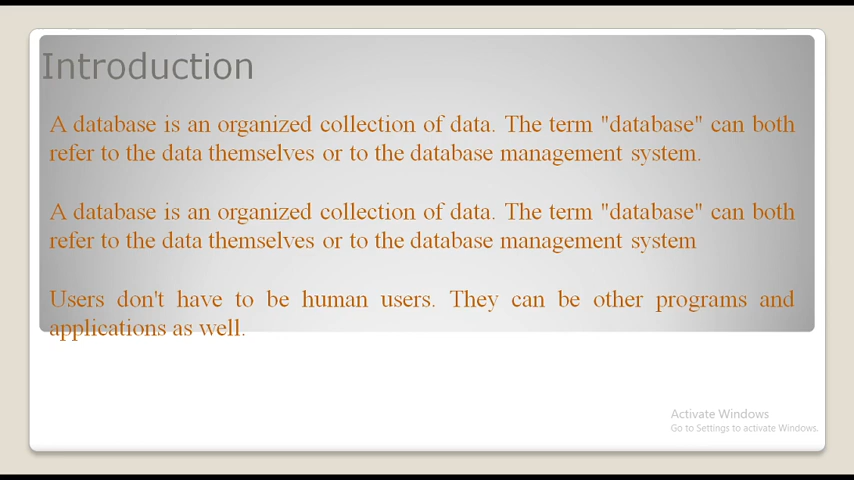 Introduction
A database is an organized collection of data. The term "database" can both
refer to the data themselves or to the database management system.
A database is an organized collection of data. The term "database" can both
refer to the data themselves or to the database management system
Users don't have to be human users. They can be other programs and
applications as well.
Activate Windows
Go to Settings to activate Windows.